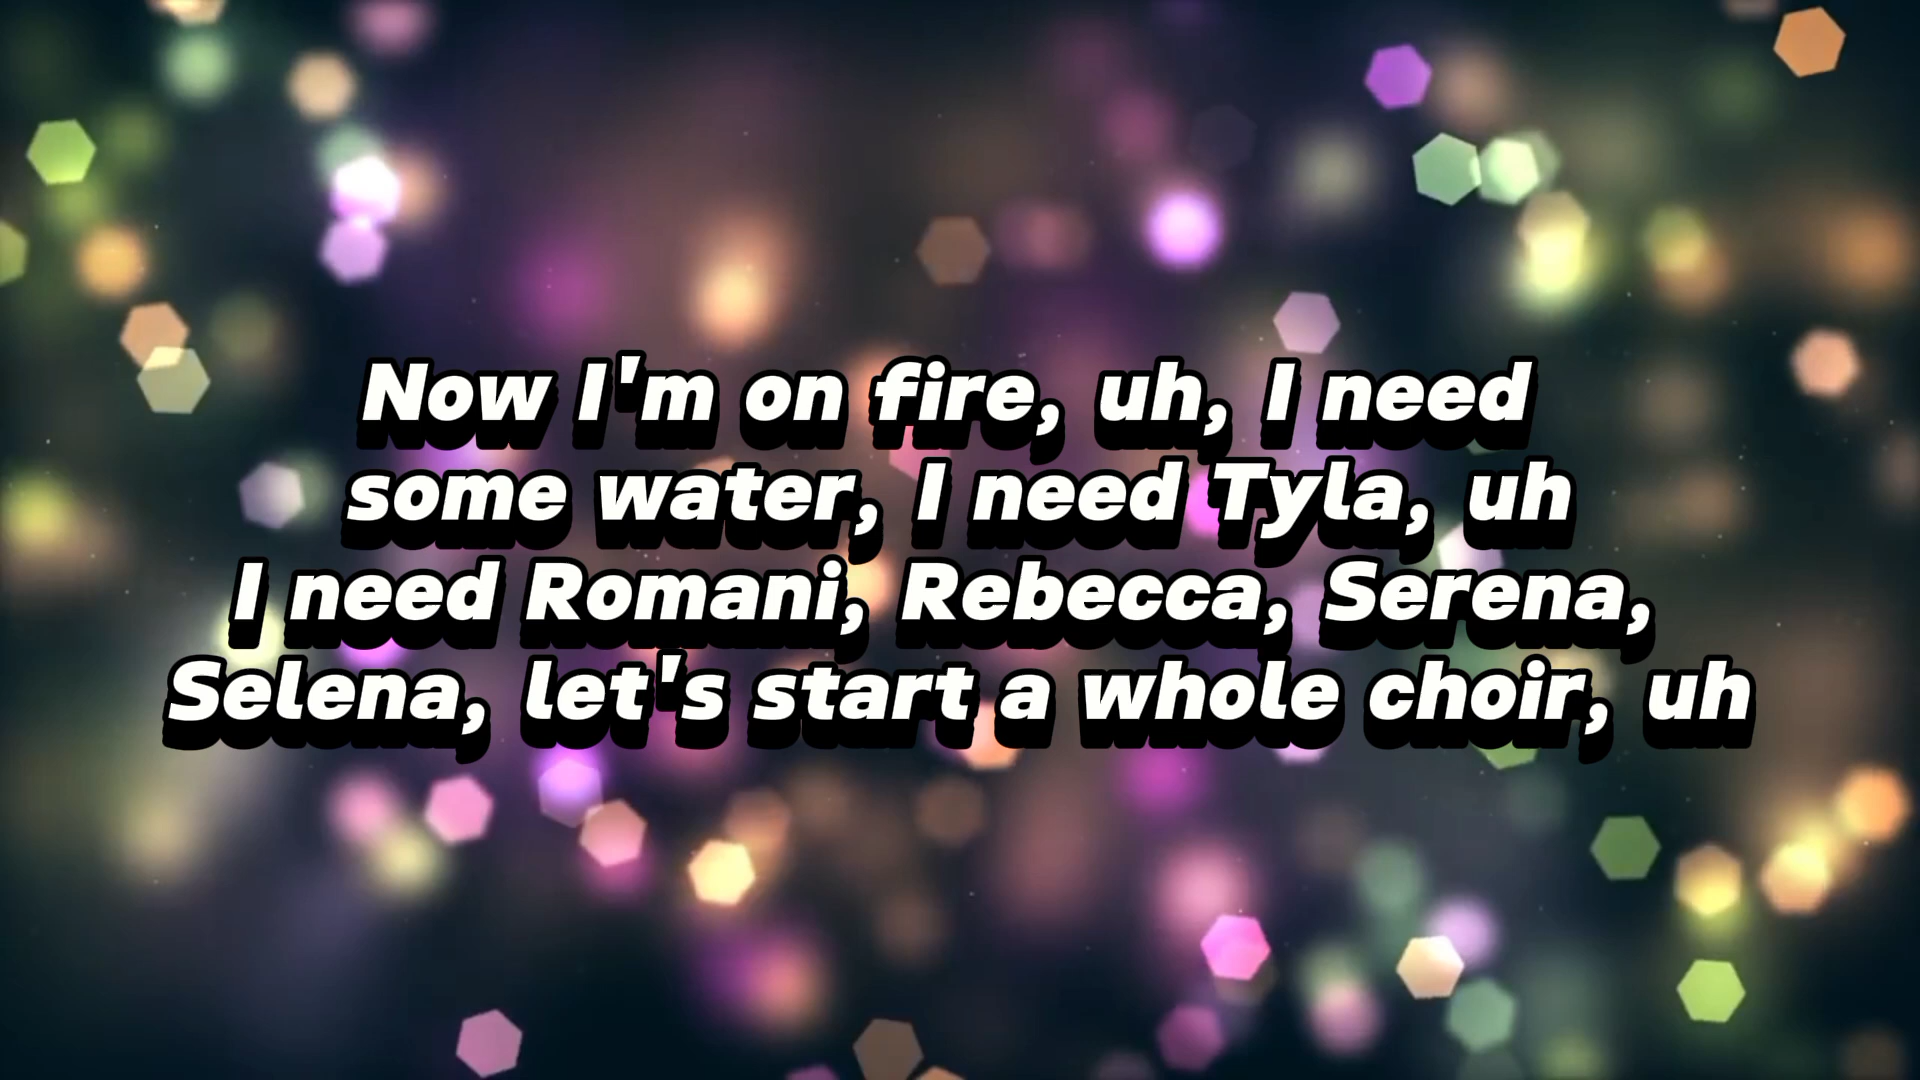 Now I'm on fire, uh, I need
some water, I need Tyla, uh
I need Romani, Rebecca, Serena,
Selena, let's start a whole choir, uh